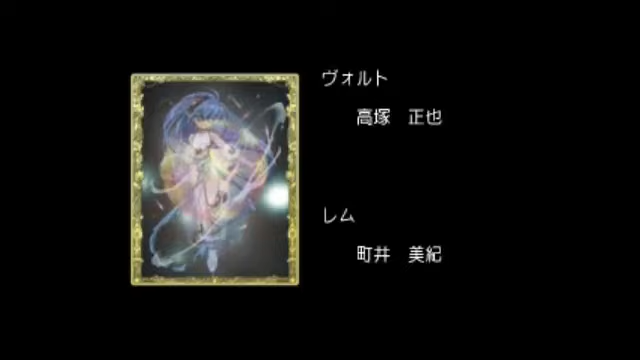 ヴォルト
高塚　正也
レム
町井　美紀